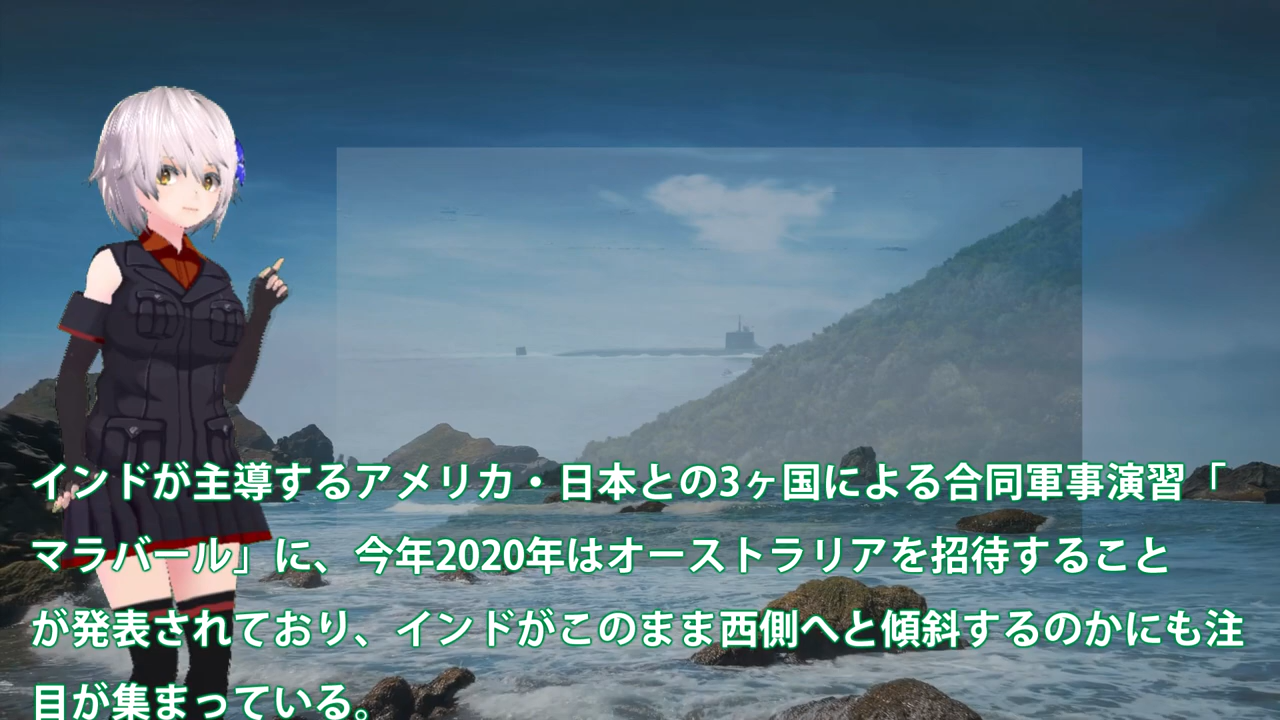 インドが主導するアメリカ・日本との3ヶ国による合同軍事演習「
マラバール」に、今年2020年はオーストラリアを招待すること
が発表されており、インドがこのまま西側へと傾斜するのかにも注
目が集まっている。